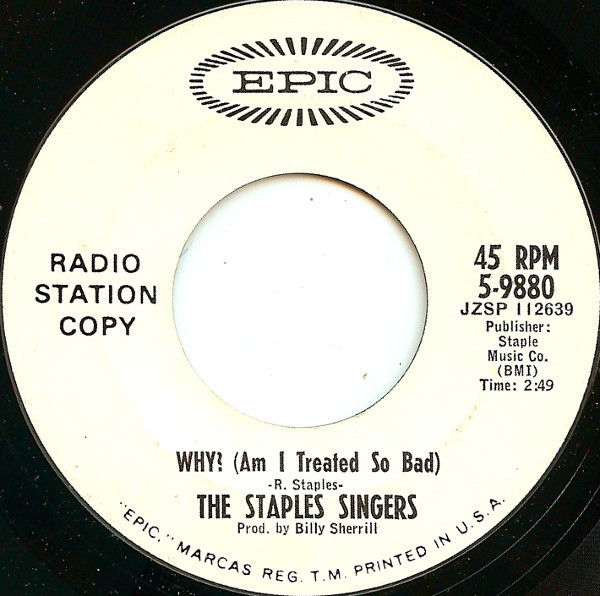 EPIC
RADIO
STATION
COPY
45 RPM
5-9880
JZSP 112639
Publisher:
Staple
Music Co.
(BMI)
Time: 2:49
WHY? (Am I Treated So Bad)
-R. Staples-
THE STAPLES SINGERS
Prod. by Billy Sherrill
"EPIC," MARCAS REG. T.M. PRINTED IN U.S.A.